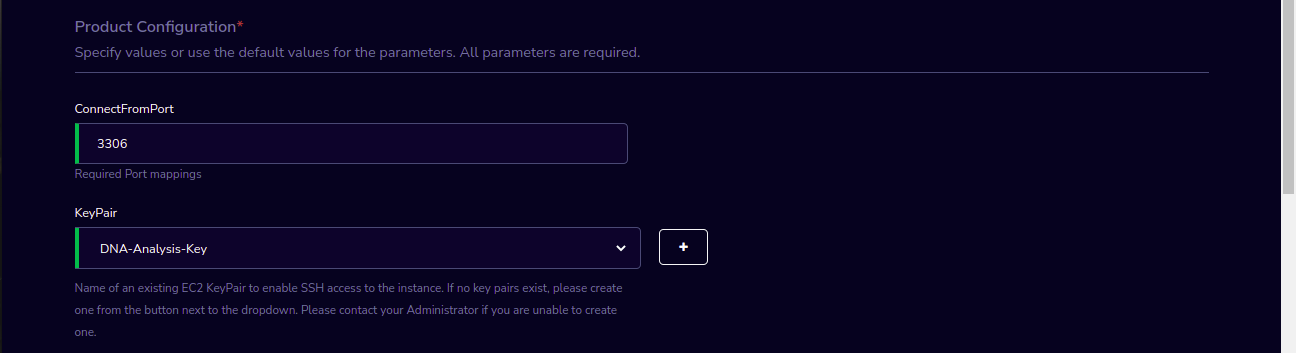 Product Configuration*
Specify values or use the default values for the parameters. All parameters are required.
ConnectFromPort
3306
Required Port mappings
KeyPair
DNA-Analysis-Key
+
Name of an existing EC2 KeyPair to enable SSH access to the instance. If no key pairs exist, please create
one from the button next to the dropdown. Please contact your Administrator if you are unable to create
one.